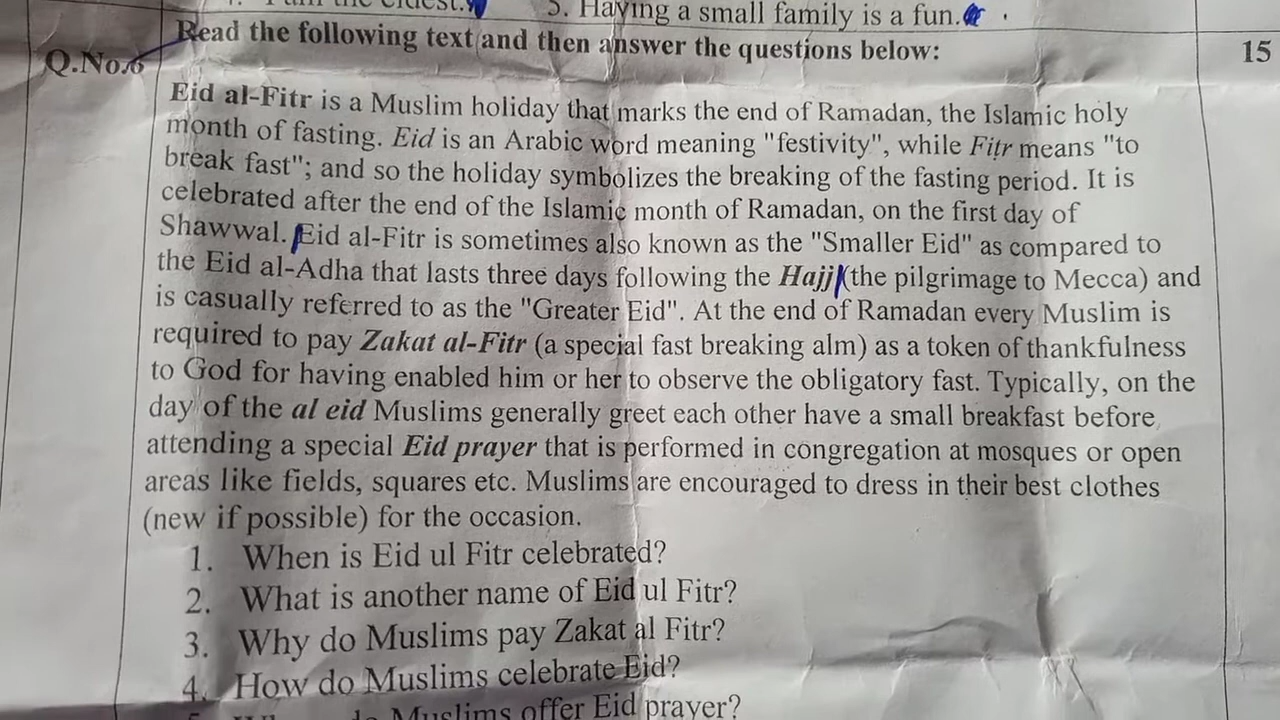 5. Having a small family is a fun.
Read the following text and then answer the questions below:
Q.No.6
15
Eid al-Fitr is a Muslim holiday that marks the end of Ramadan, the Islamic holy
month of fasting. Eid is an Arabic word meaning "festivity", while Fitr means "to
break fast"; and so the holiday symbolizes the breaking of the fasting period. It is
celebrated after the end of the Islamic month of Ramadan, on the first day of
Shawwal. Eid al-Fitr is sometimes also known as the "Smaller Eid" as compared to
the Eid al-Adha that lasts three days following the Hajj (the pilgrimage to Mecca) and
is casually referred to as the "Greater Eid". At the end of Ramadan every Muslim is
required to pay Zakat al-Fitr (a special fast breaking alm) as a token of thankfulness
to God for having enabled him or her to observe the obligatory fast. Typically, on the
day of the al eid Muslims generally greet each other have a small breakfast before,
attending a special Eid prayer that is performed in congregation at mosques or open
areas like fields, squares etc. Muslims are encouraged to dress in their best clothes
(new if possible) for the occasion.
1. When is Eid ul Fitr celebrated?
2. What is another name of Eid ul Fitr?
3. Why do Muslims pay Zakat al Fitr?
4. How do Muslims celebrate Eid?
Muslims offer Eid prayer?